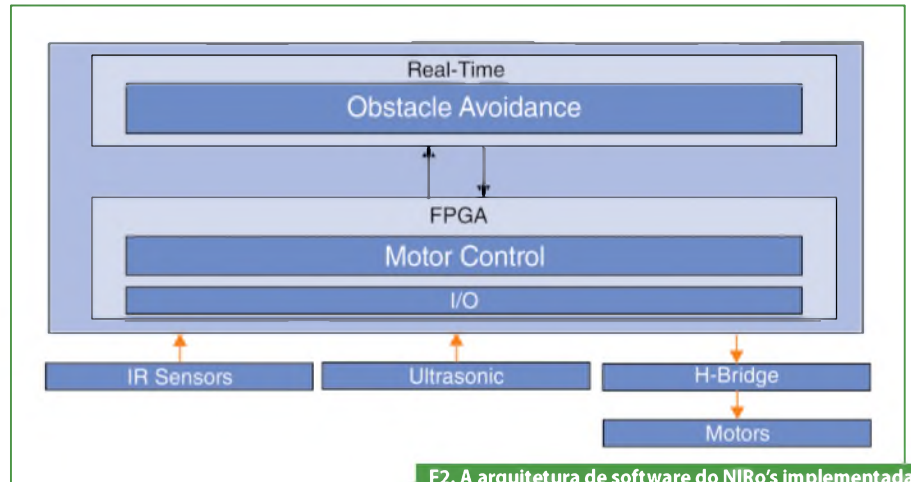 Real-Time
Obstacle Avoidance
FPGA
Motor Control
I/O
IR Sensors
Ultrasonic
H-Bridge
Motors
F2. A arquitetura de software do NIRo's implementada